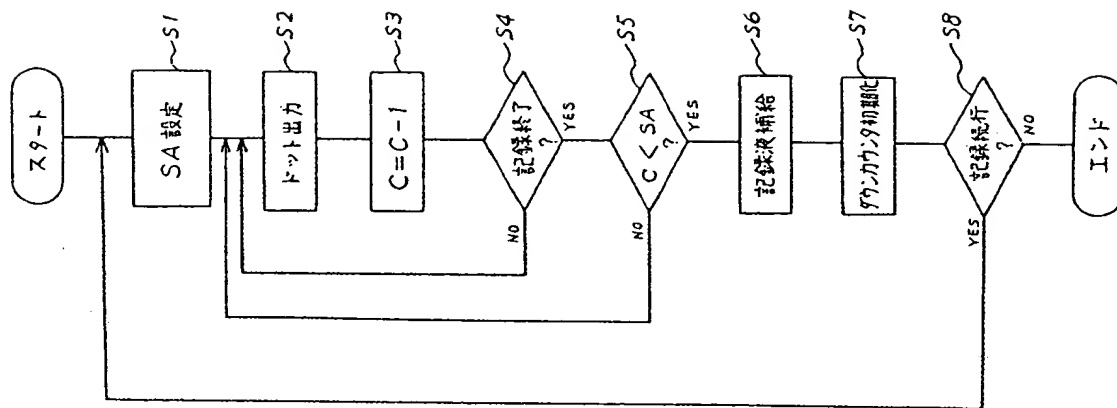 スタート
SA設定
S1
ドット出力
S2
C=C-1
S3
記録終了
?
S4
NO
YES
C<SA
?
S5
NO
YES
記録液補給
S6
ダウンカウンタ初期化
S7
記録続行
?
S8
YES
NO
エンド